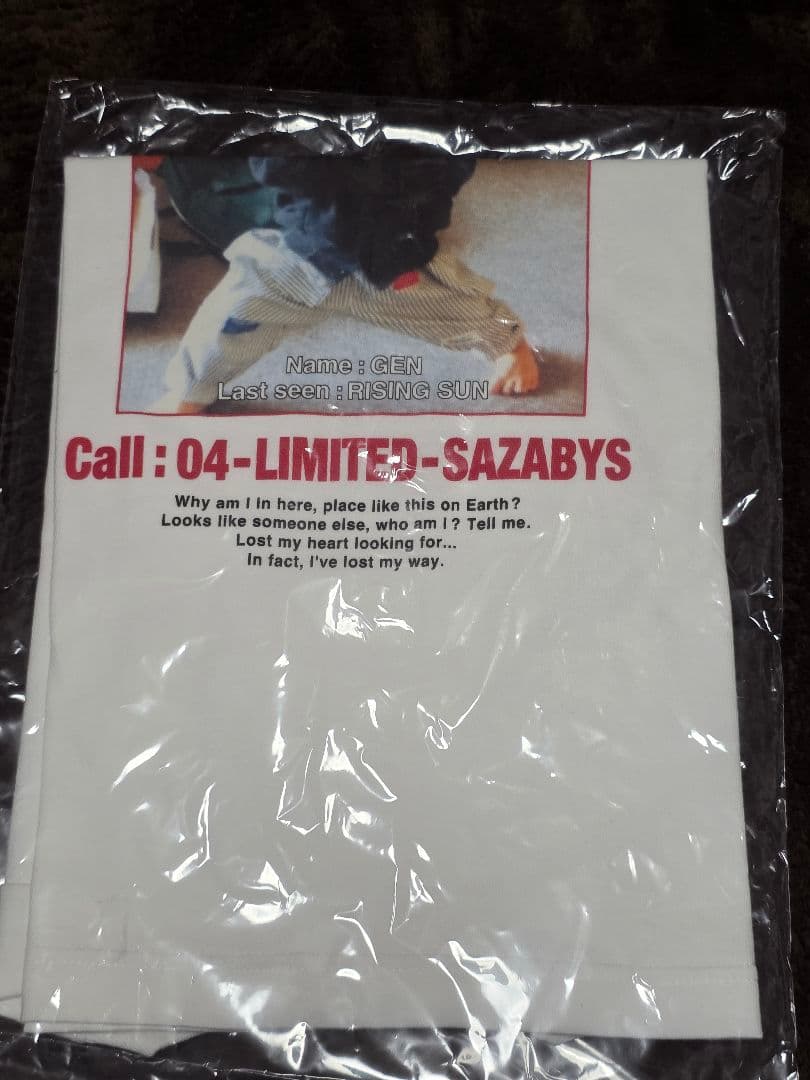 Name : GEN
Last seen : RISING SUN
Call : 04-LIMITED-SAZABYS
Why am I in here, place like this on Earth?
Looks like someone else, who am I? Tell me.
Lost my heart looking for...
In fact, I've lost my way.